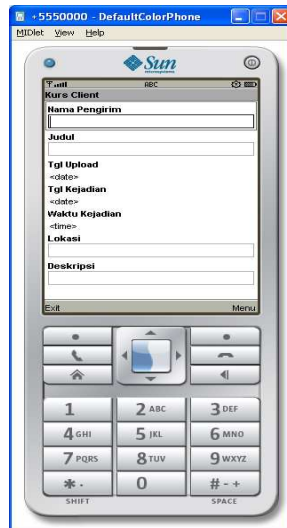 +5550000 - DefaultColorPhone
MIDlet View Help
Sun
microsystems
ABC
Kurs Client
Nama Pengirim
Judul
Tgl Upload
<date>
Tgl Kejadian
<date>
Waktu Kejadian
<time>
Lokasi
Deskripsi
Exit Menu
1 2 ABC 3 DEF
4 GHI 5 JKL 6 MNO
7 PQRS 8 TUV 9 WXYZ
* . 0 # - +
SHIFT SPACE